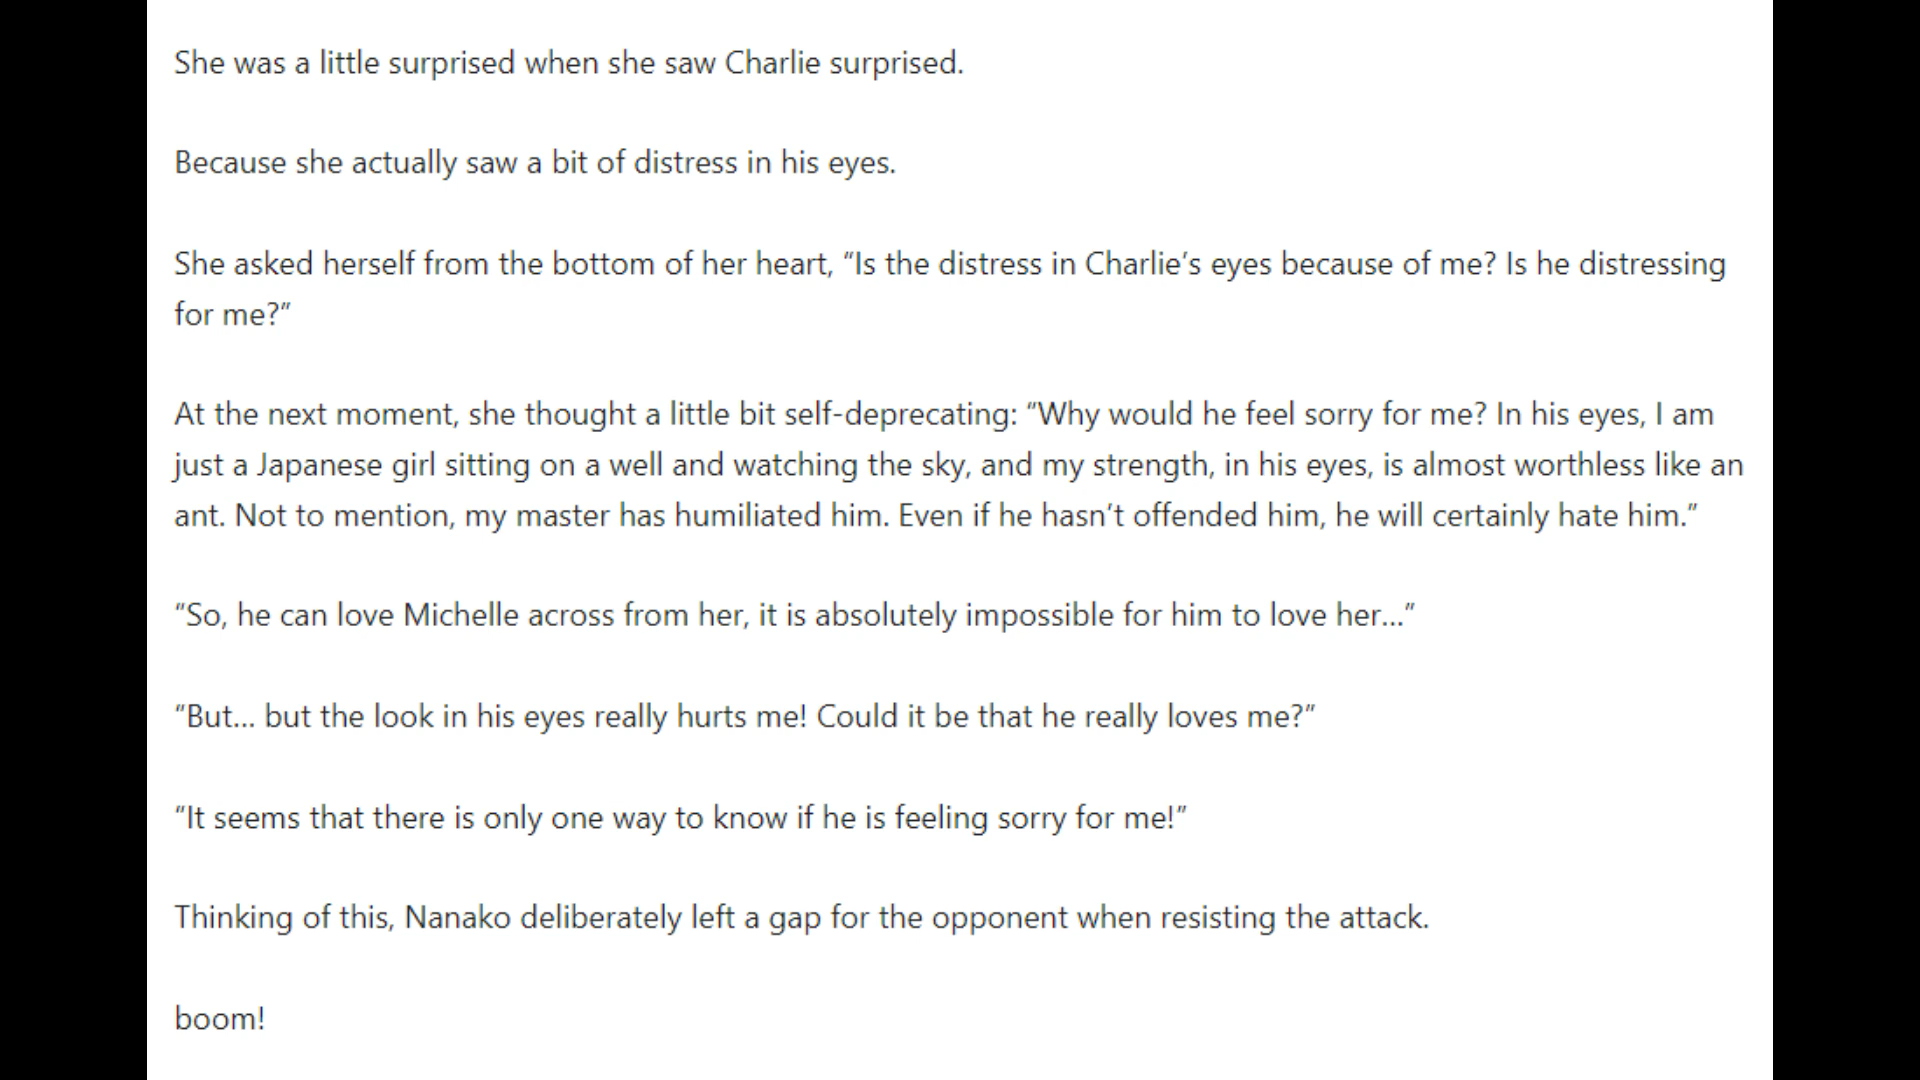 She was a little surprised when she saw Charlie surprised.
Because she actually saw a bit of distress in his eyes.
She asked herself from the bottom of her heart, “Is the distress in Charlie’s eyes because of me? Is he distressing
for me?”
At the next moment, she thought a little bit self-deprecating: “Why would he feel sorry for me? In his eyes, I am
just a Japanese girl sitting on a well and watching the sky, and my strength, in his eyes, is almost worthless like an
ant. Not to mention, my master has humiliated him. Even if he hasn’t offended him, he will certainly hate him.”
“So, he can love Michelle across from her, it is absolutely impossible for him to love her…”
“But… but the look in his eyes really hurts me! Could it be that he really loves me?”
“It seems that there is only one way to know if he is feeling sorry for me!”
Thinking of this, Nanako deliberately left a gap for the opponent when resisting the attack.
boom!